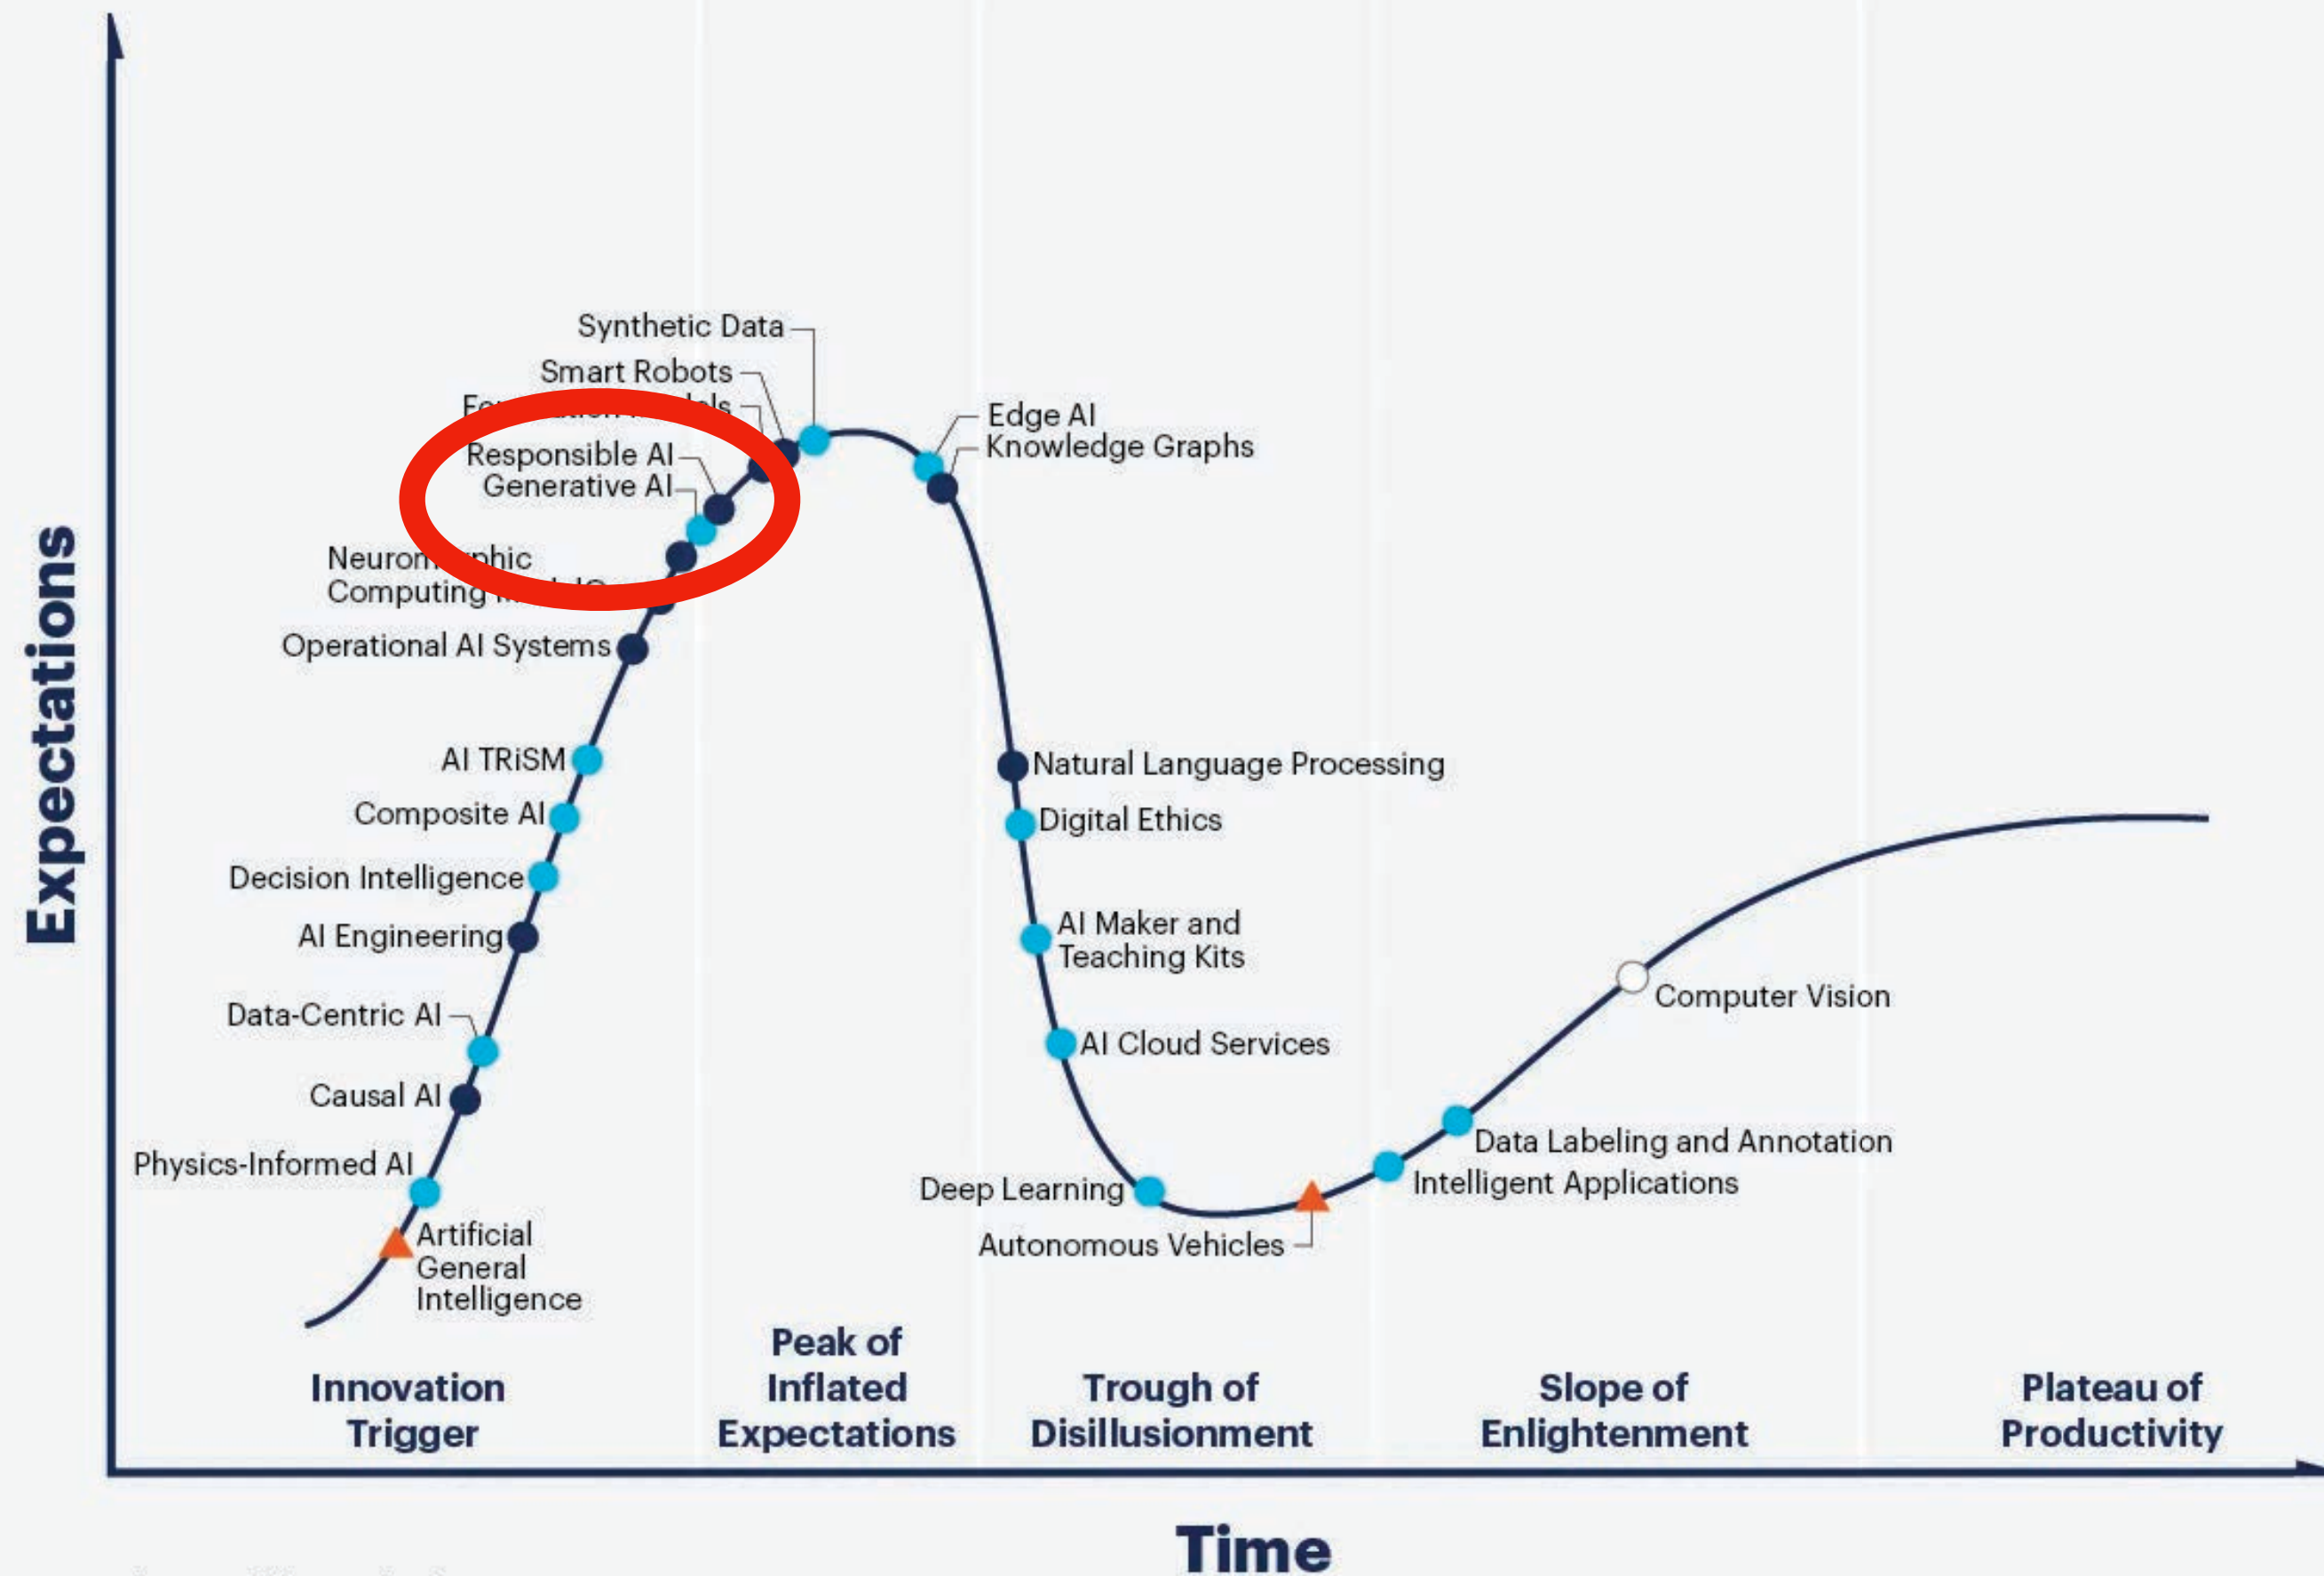 Expectations
Synthetic Data
Smart Robots
Responsible AI
Generative AI
Computing
Operational AI Systems
AI TRiSM
Composite AI
Decision Intelligence
AI Engineering
Data-Centric AI
Causal AI
Physics-Informed AI
Artificial
General
Intelligence
Edge AI
Knowledge Graphs
Natural Language Processing
Digital Ethics
AI Maker and
Teaching Kits
AI Cloud Services
Deep Learning
Autonomous Vehicles
Computer Vision
Data Labeling and Annotation
Intelligent Applications
Innovation
Trigger
Peak of
Inflated
Expectations
Trough of
Disillusionment
Slope of
Enlightenment
Plateau of
Productivity
Time